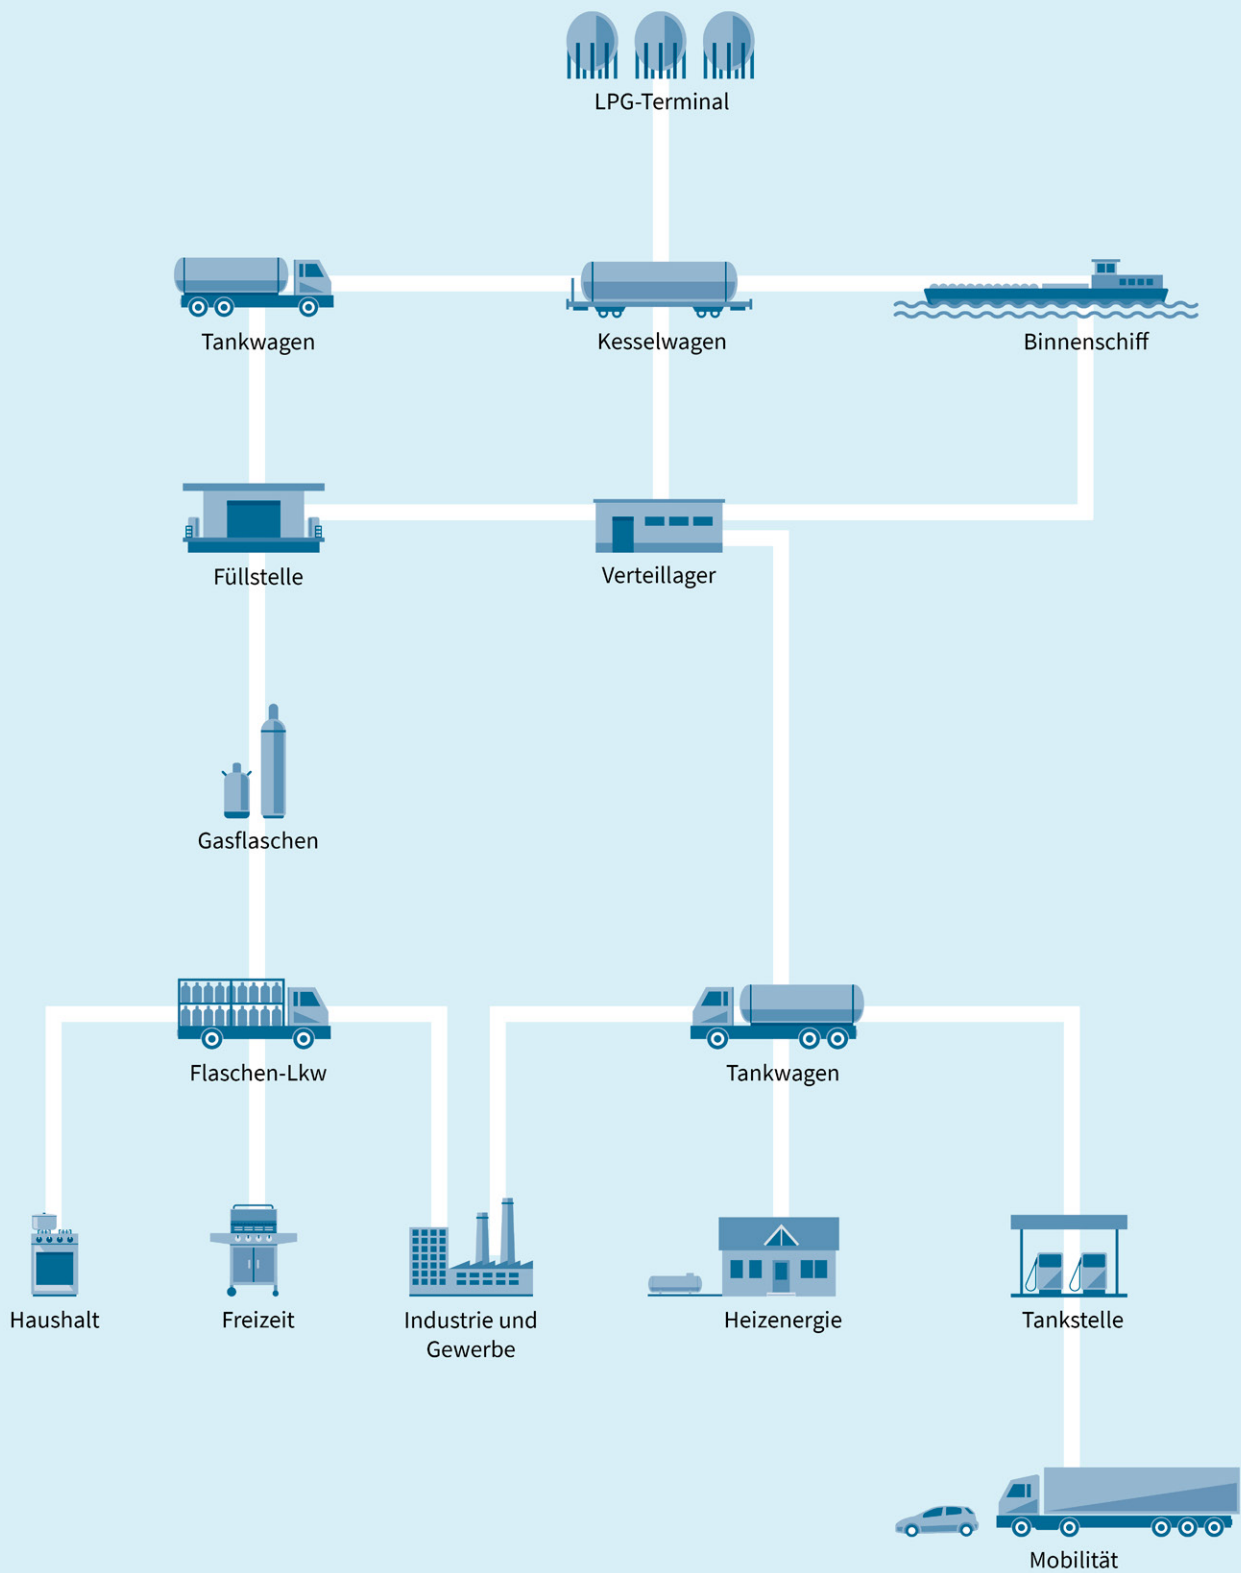 LPG-Terminal
Tankwagen
Kesselwagen
Binnenschiff
Füllstelle
Verteillager
Gasflaschen
Flaschen-Lkw
Tankwagen
Haushalt
Freizeit
Industrie und
Gewerbe
Heizenergie
Tankstelle
Mobilität